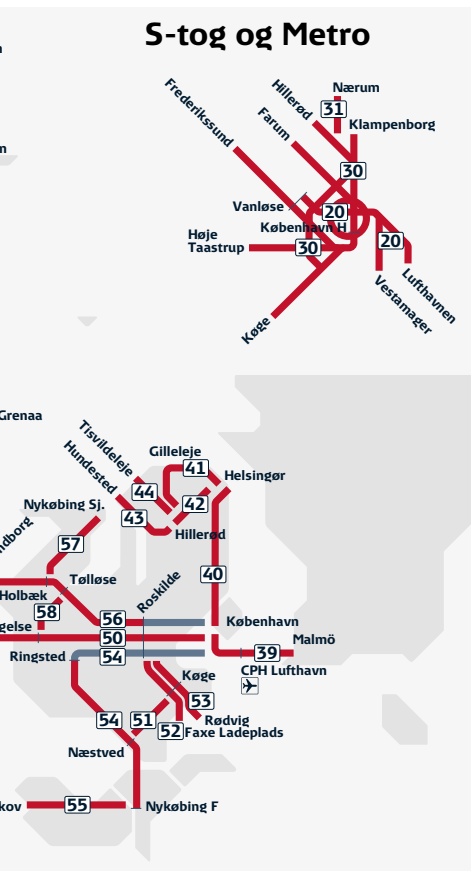 S-tog og Metro
Nærum
Hillerød
31
Frederikssund
Farum
Klampenborg
30
Vanløse
20
København H
Høje
Taastrup
30
20
Lufthavnen
Vestamager
Køge
Grenaa
Tisvildeleje
Gilleleje
Hundested
41
Helsingør
44
42
Nykøbing Sj.
43
Hillerød
57
40
Tølløse
Holbæk
Roskilde
58
56
København
50
Malmö
Ringsted
54
39
CPH Lufthavn
Køge
53
54
51
Rødvig
52
Faxe Ladeplads
Næstved
55
Nykøbing F